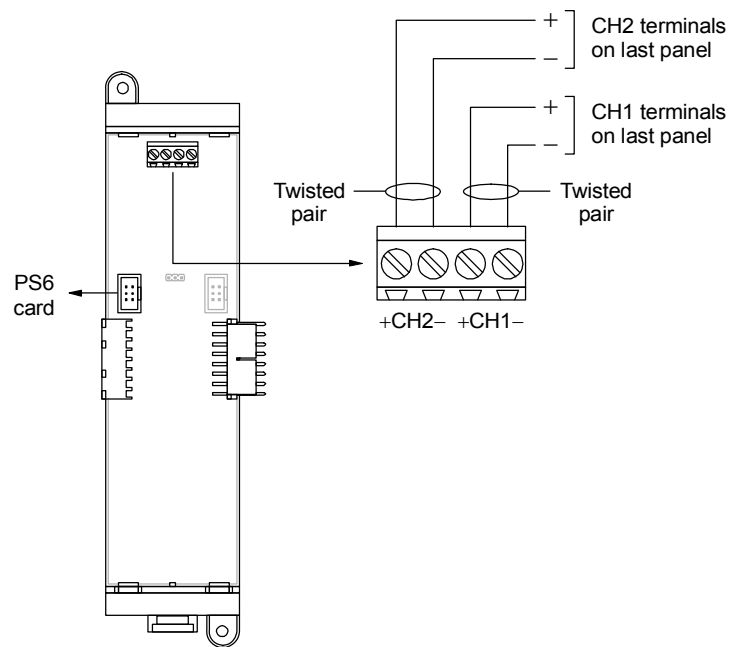 +
CH2 terminals
on last panel
−
+
CH1 terminals
on last panel
−
Twisted
pair
Twisted
pair
PS6
card
+CH2− +CH1−